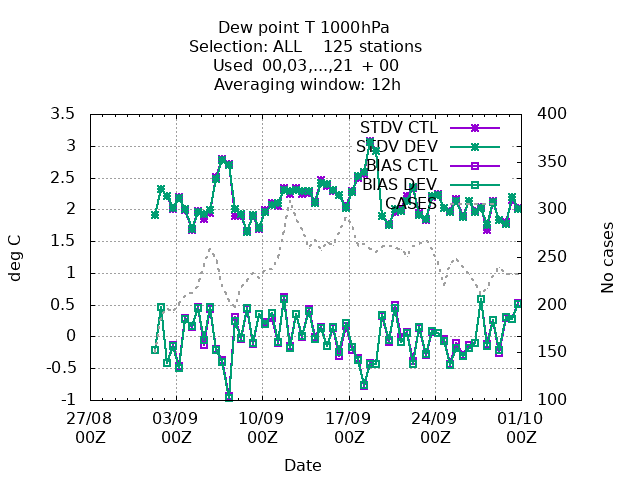 Dew point T 1000hPa
Selection: ALL    125 stations
Used  00,03,...,21  + 00
Averaging window: 12h
3.5
3
2.5
2
1.5
1
0.5
0
-0.5
-1
deg C
400
350
300
250
200
150
100
No cases
STDV CTL
STDV DEV
BIAS CTL
BIAS DEV
CASES
27/08 03/09 10/09 17/09 24/09 01/10
00Z 00Z 00Z 00Z 00Z 00Z
Date